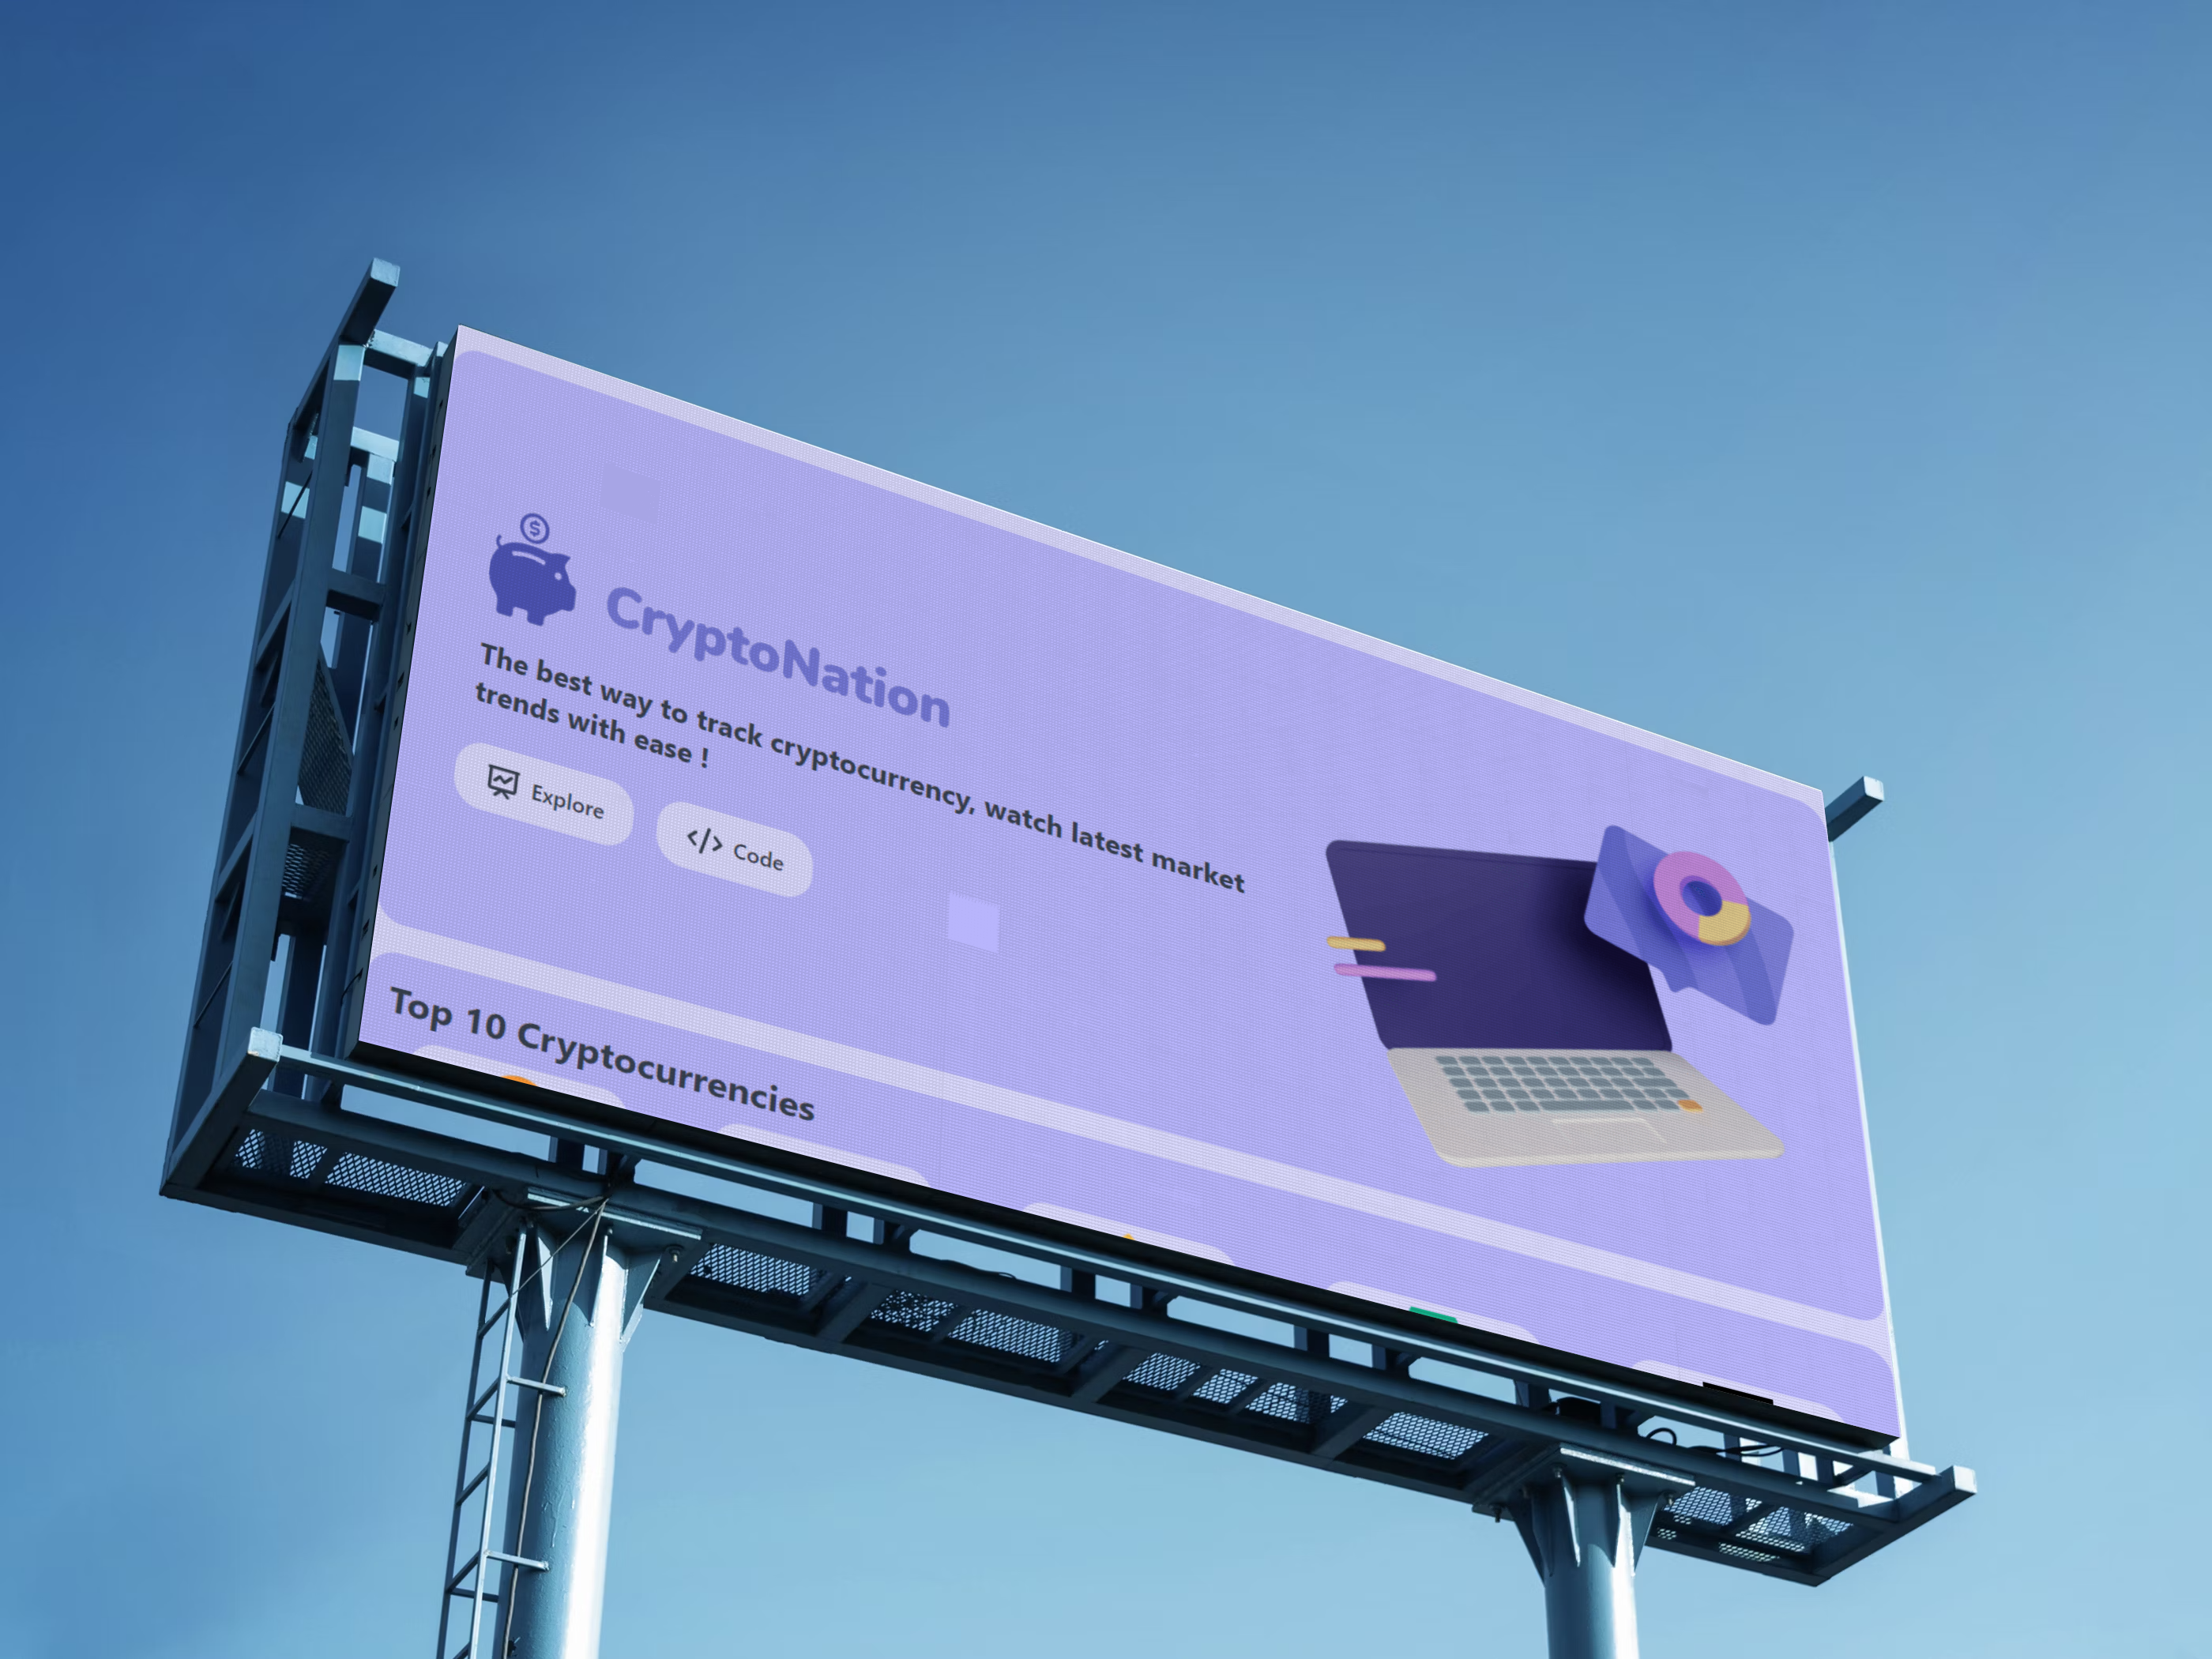 $
CryptoNation
The best way to track cryptocurrency, watch latest market
trends with ease !
Explore
</> Code
Top 10 Cryptocurrencies